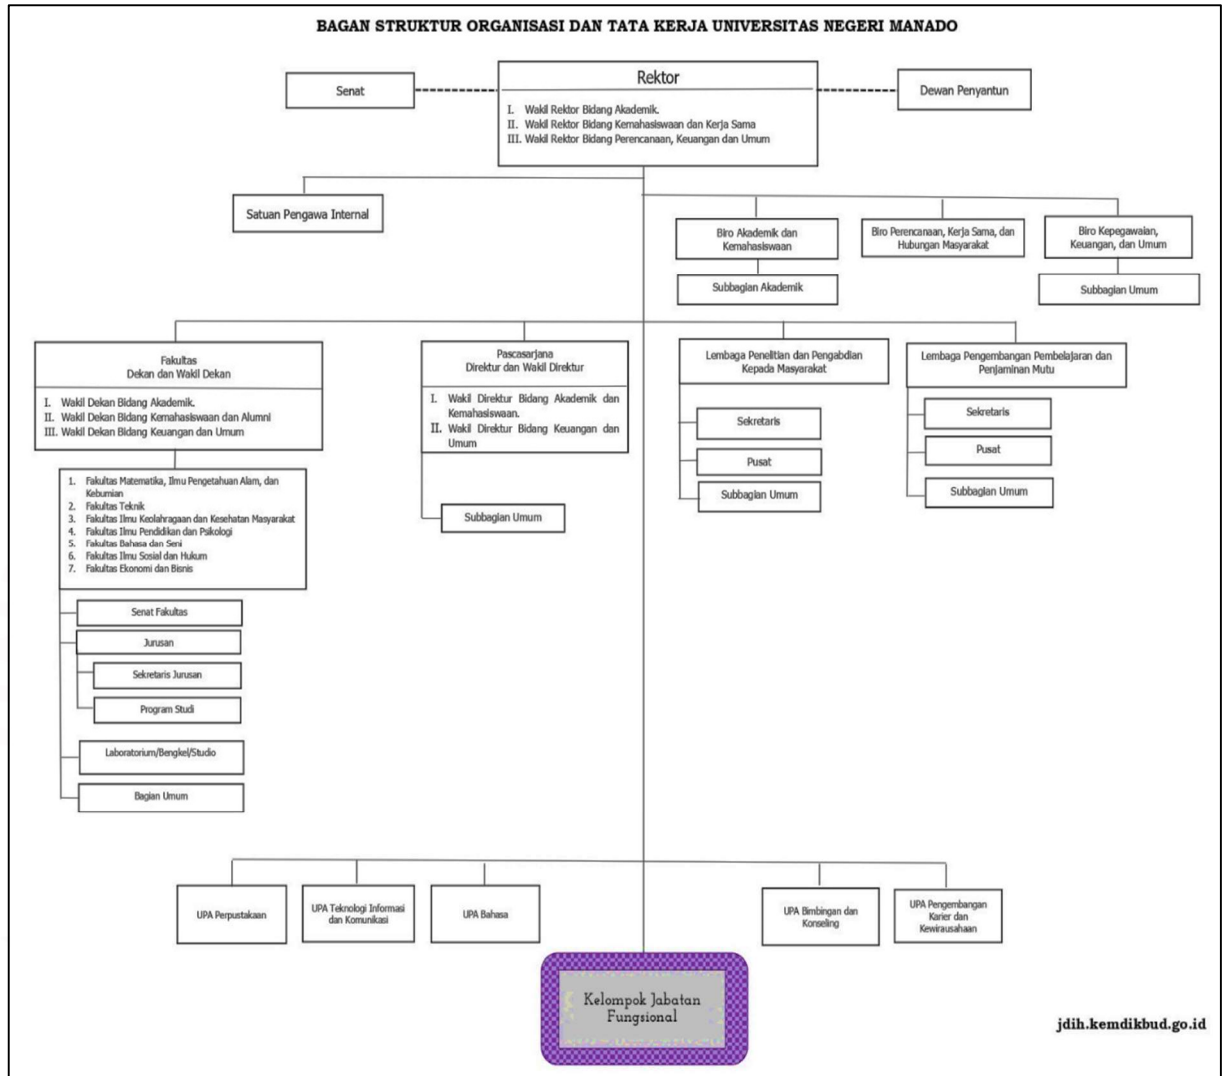 BAGAN STRUKTUR ORGANISASI DAN TATA KERJA UNIVERSITAS NEGERI MANADO
Senat
Rektor
I. Wakil Rektor Bidang Akademik.
II. Wakil Rektor Bidang Kemahasiswaan dan Kerja Sama
III. Wakil Rektor Bidang Perencanaan, Keuangan dan Umum
Dewan Penyantun
Satuan Pengawa Internal
Biro Akademik dan
Kemahasiswaan
Subbagian Akademik
Biro Perencanaan, Kerja Sama, dan
Hubungan Masyarakat
Biro Kepegawaian,
Keuangan, dan Umum
Subbagian Umum
Fakultas
Dekan dan Wakil Dekan
I. Wakil Dekan Bidang Akademik.
II. Wakil Dekan Bidang Kemahasiswaan dan Alumni
III. Wakil Dekan Bidang Keuangan dan Umum
1. Fakultas Matematika, Ilmu Pengetahuan Alam, dan
Kebumian
2. Fakultas Teknik
3. Fakultas Ilmu Keolahragaan dan Kesehatan Masyarakat
4. Fakultas Ilmu Pendidikan dan Psikologi
5. Fakultas Bahasa dan Seni
6. Fakultas Ilmu Sosial dan Hukum
7. Fakultas Ekonomi dan Bisnis
Senat Fakultas
Jurusan
Sekretaris Jurusan
Program Studi
Laboratorium/Bengkel/Studio
Bagian Umum
Pascasarjana
Direktur dan Wakil Direktur
I. Wakil Direktur Bidang Akademik dan
Kemahasiswaan.
II. Wakil Direktur Bidang Keuangan dan
Umum
Subbagian Umum
Lembaga Penelitian dan Pengabdian
Kepada Masyarakat
Sekretaris
Pusat
Subbagian Umum
Lembaga Pengembangan Pembelajaran dan
Penjaminan Mutu
Sekretaris
Pusat
Subbagian Umum
UPA Perpustakaan
UPA Teknologi Informasi
dan Komunikasi
UPA Bahasa
UPA Bimbingan dan
Konseling
UPA Pengembangan
Karier dan
Kewirausahaan
Kelompok Jabatan
Fungsional
jdih.kemdikbud.go.id